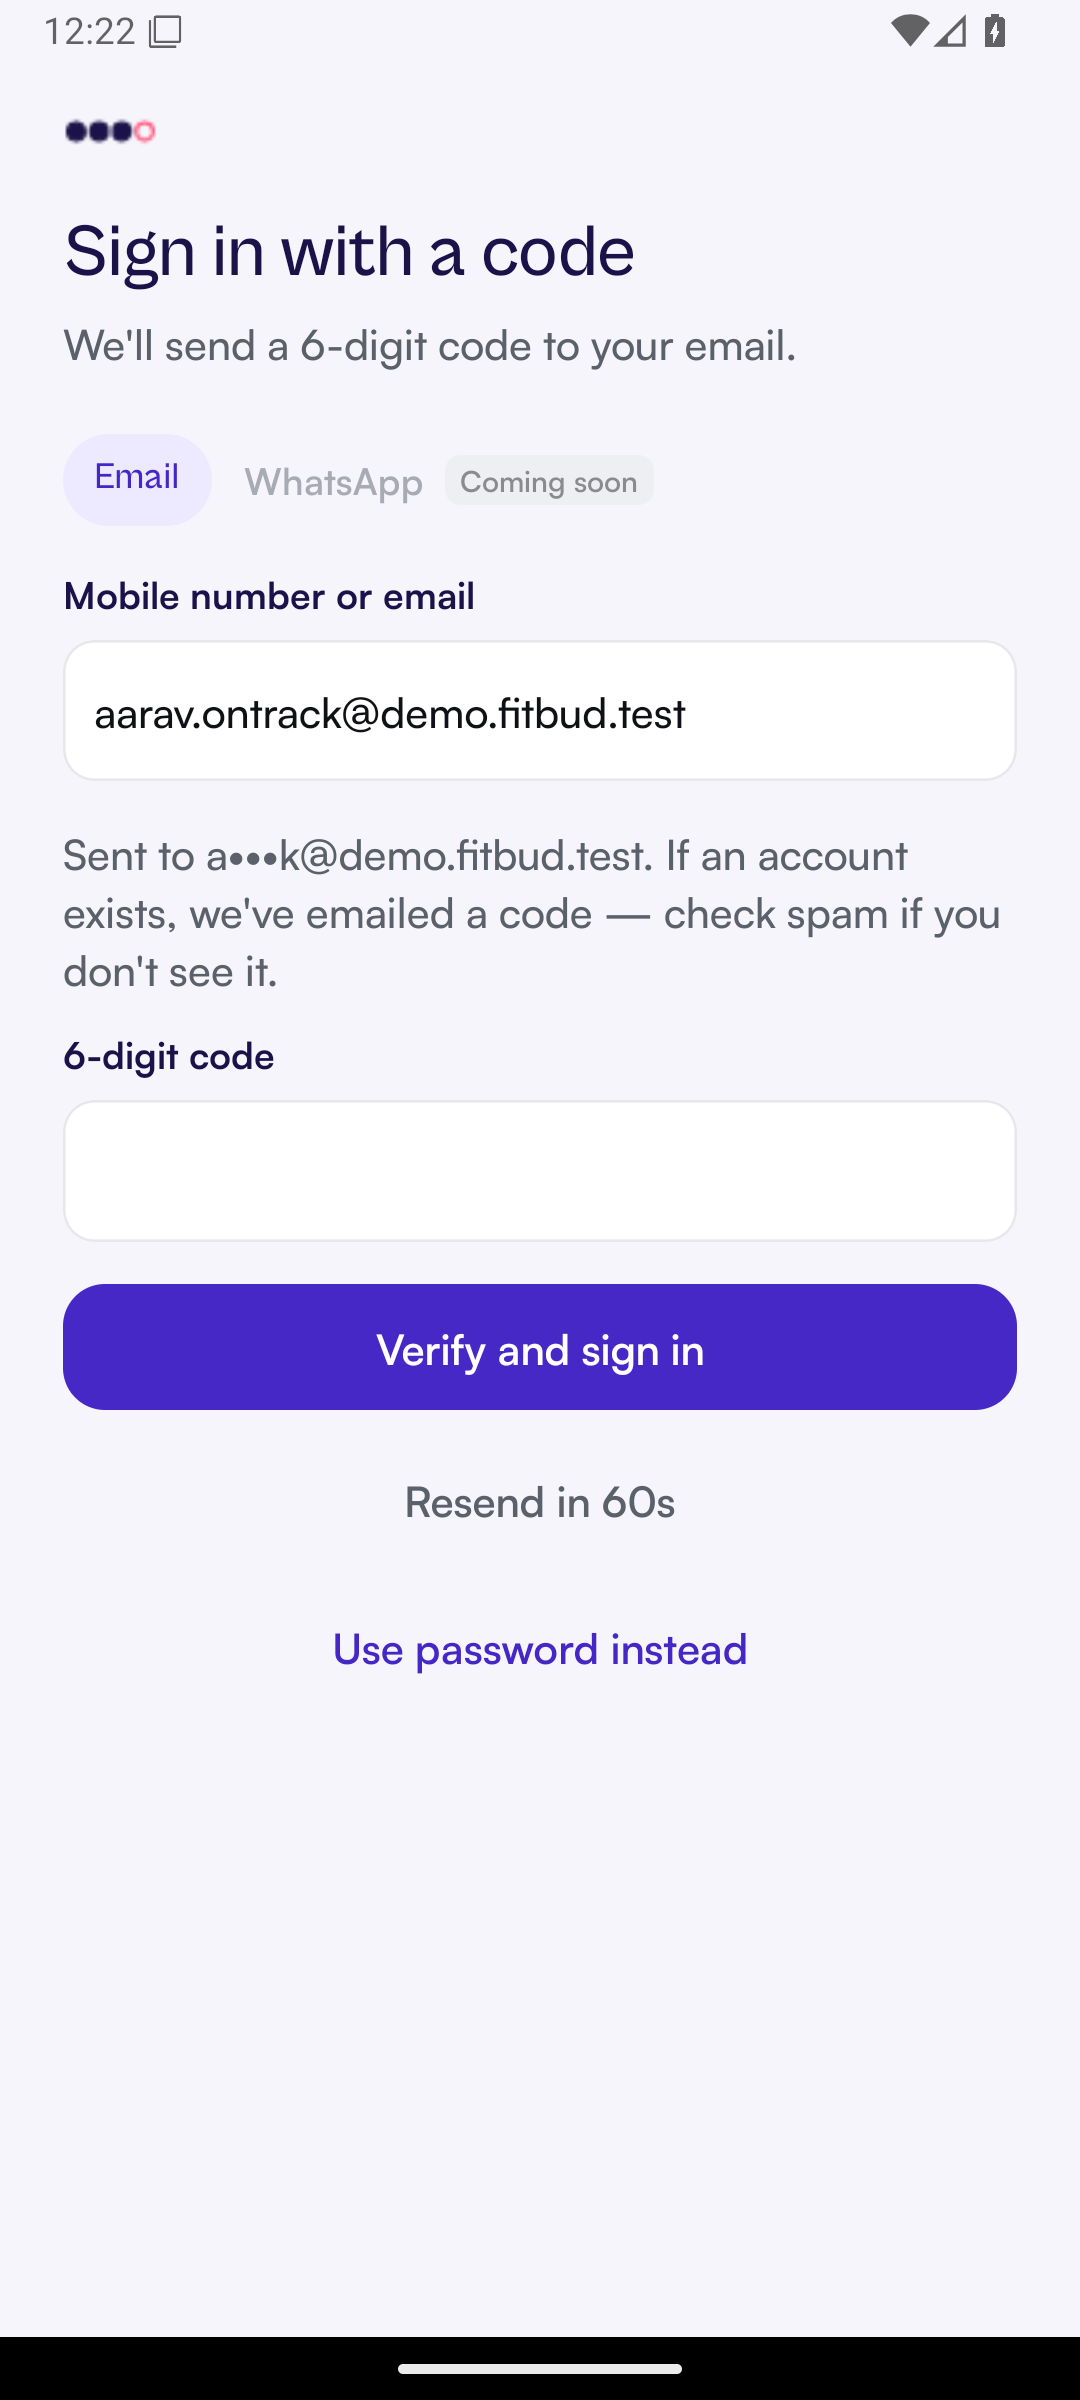 12:22
Sign in with a code
We'll send a 6-digit code to your email.
Email WhatsApp Coming soon
Mobile number or email
aarav.ontrack@demo.fitbud.test
Sent to a•••k@demo.fitbud.test. If an account
exists, we've emailed a code — check spam if you
don't see it.
6-digit code
Verify and sign in
Resend in 60s
Use password instead